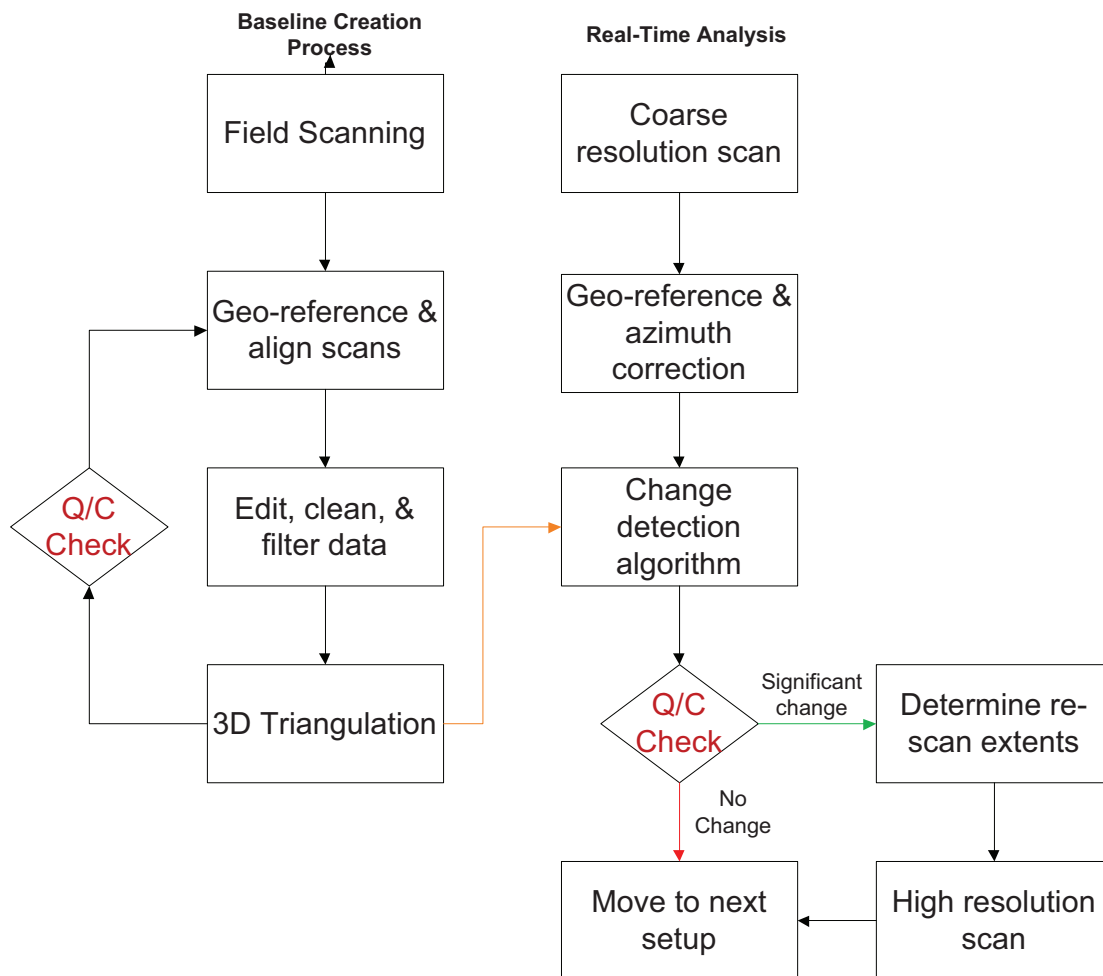 Baseline Creation
Process
Real-Time Analysis
Field Scanning
Coarse
resolution scan
Geo-reference &
align scans
Geo-reference &
azimuth
correction
Q/C
Check
Edit, clean, &
filter data
Change
detection
algorithm
3D Triangulation
Q/C
Check
Significant
change
Determine re-
scan extents
No
Change
Move to next
setup
High resolution
scan